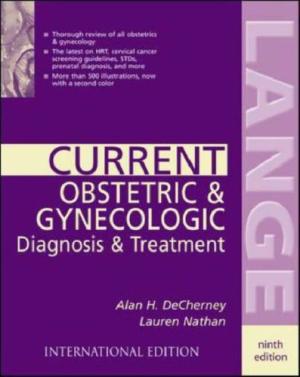 Thorough review of all obstetrics
& gynecology
The latest on HRT, cervical cancer
screening guidelines, STDs,
prenatal diagnosis, and more
More than 500 illustrations, now
with a second color
LANGE
CURRENT
OBSTETRIC &
GYNECOLOGIC
Diagnosis & Treatment
Alan H. DeCherney
Lauren Nathan
ninth
edition
INTERNATIONAL EDITION